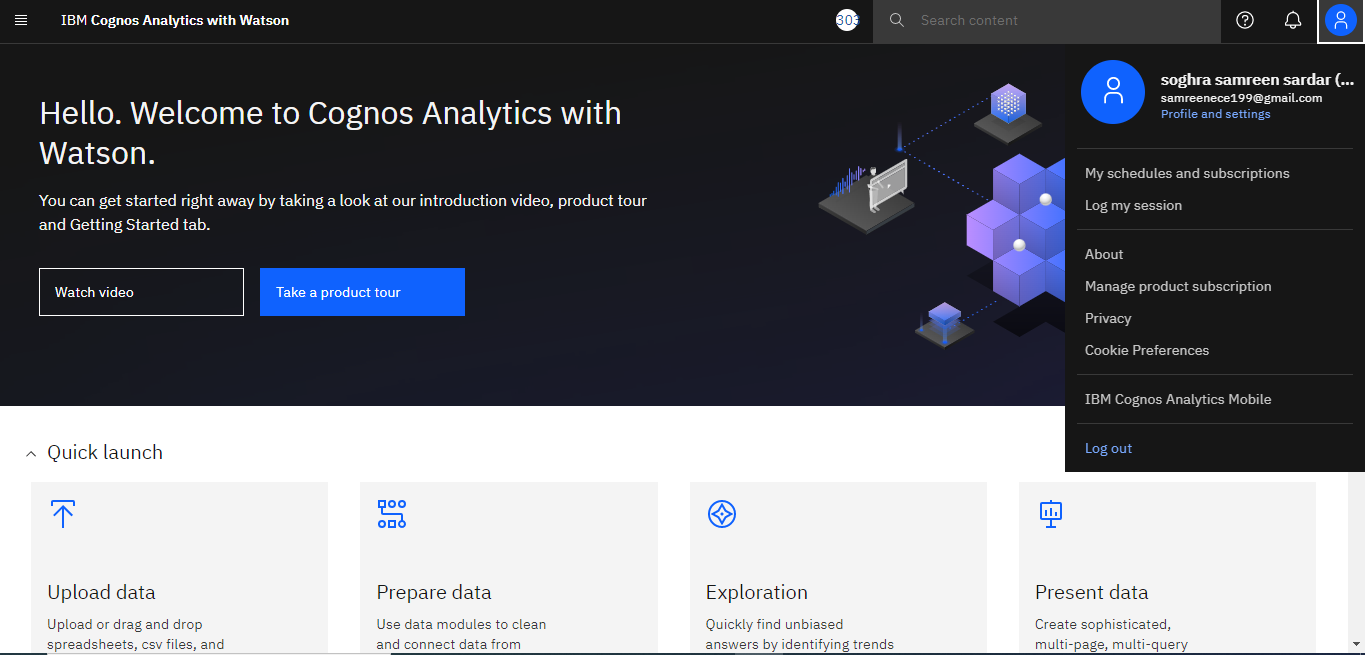 IBM Cognos Analytics with Watson
303
Search content
soghra samreen sardar (...
samreenece199@gmail.com
Profile and settings
My schedules and subscriptions
Log my session
About
Manage product subscription
Privacy
Cookie Preferences
IBM Cognos Analytics Mobile
Log out
Hello. Welcome to Cognos Analytics with
Watson.
You can get started right away by taking a look at our introduction video, product tour
and Getting Started tab.
Watch video
Take a product tour
Quick launch
Upload data
Upload or drag and drop
spreadsheets, csv files, and
Prepare data
Use data modules to clean
and connect data from
Exploration
Quickly find unbiased
answers by identifying trends
Present data
Create sophisticated,
multi-page, multi-query